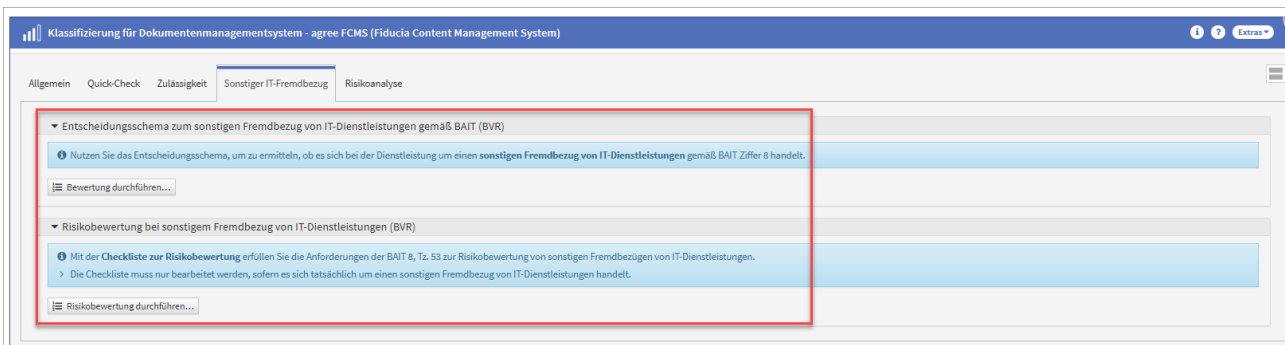 Klassifizierung für Dokumentenmanagementsystem - agree FCMS (Fiducia Content Management System)
Extras
Allgemein Quick-Check Zulässigkeit Sonstiger IT-Fremdbezug Risikoanalyse
Entscheidungsschema zum sonstigen Fremdbezug von IT-Dienstleistungen gemäß BAIT (BVR)
Nutzen Sie das Entscheidungsschema, um zu ermitteln, ob es sich bei der Dienstleistung um einen sonstigen Fremdbezug von IT-Dienstleistungen gemäß BAIT Ziffer 8 handelt.
Bewertung durchführen...
Risikobewertung bei sonstigem Fremdbezug von IT-Dienstleistungen (BVR)
Mit der Checkliste zur Risikobewertung erfüllen Sie die Anforderungen der BAIT 8, Tz. 53 zur Risikobewertung von sonstigen Fremdbezügen von IT-Dienstleistungen.
> Die Checkliste muss nur bearbeitet werden, sofern es sich tatsächlich um einen sonstigen Fremdbezug von IT-Dienstleistungen handelt.
Risikobewertung durchführen...